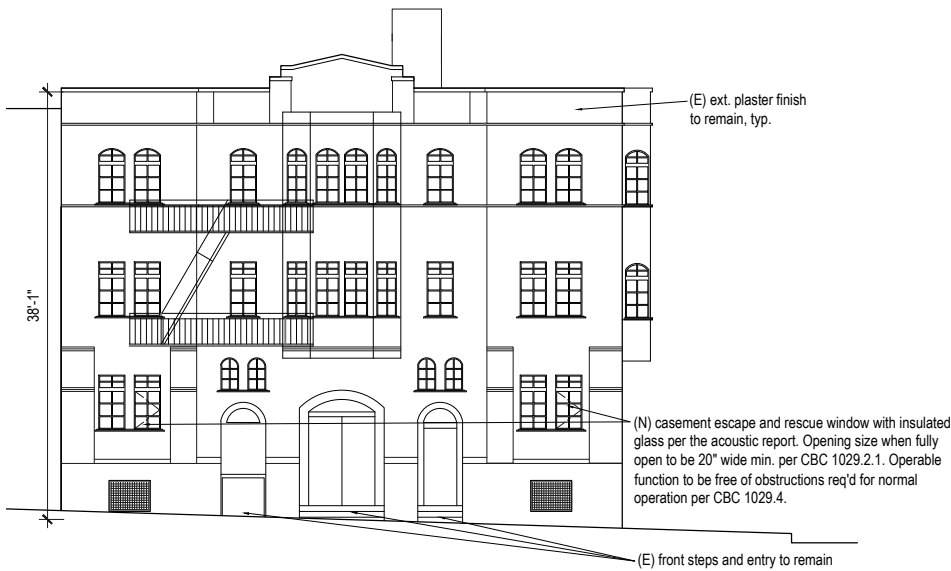 (E) ext. plaster finish
to remain, typ.
38'-1"
(N) casement escape and rescue window with insulated
glass per the acoustic report. Opening size when fully
open to be 20" wide min. per CBC 1029.2.1. Operable
function to be free of obstructions req'd for normal
operation per CBC 1029.4.
(E) front steps and entry to remain